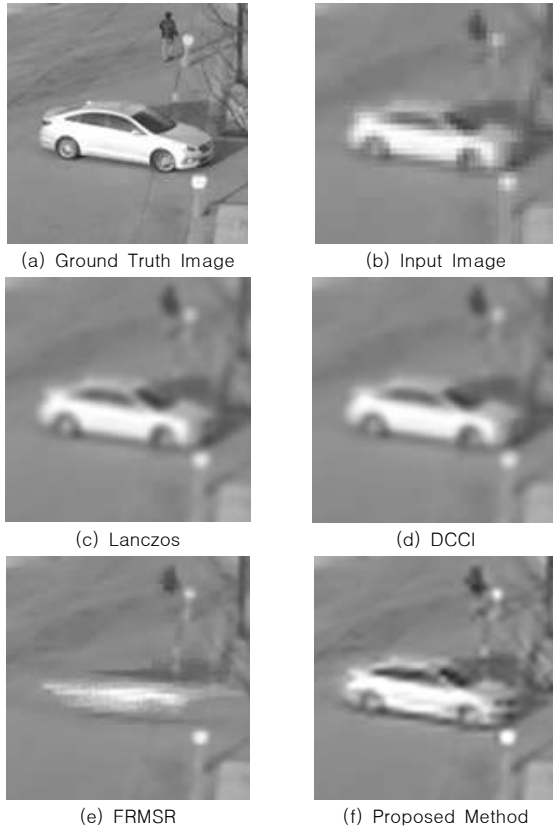 (a) Ground Truth Image
(b) Input Image
(c) Lanczos
(d) DCCI
(e) FRMSR
(f) Proposed Method